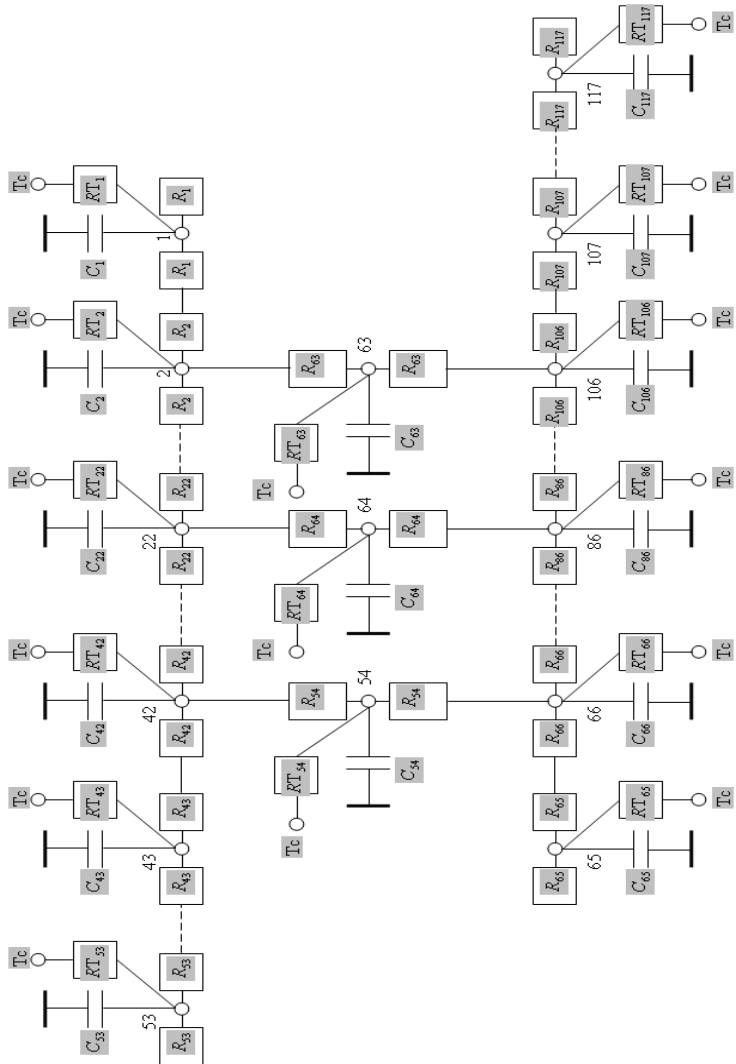 Tc
Tc
Tc
Tc
Tc
Tc
RT₅₃
RT₄₃
RT₄₂
RT₂₂
RT₂
RT₁
C₅₃
C₄₃
C₄₂
C₂₂
C₂
C₁
53
43
42
22
2
1
R₅₃
R₅₃
R₄₃
R₄₃
R₄₂
R₄₂
R₂₂
R₂₂
R₂
R₂
R₁
R₁
Tc
Tc
Tc
RT₅₄
RT₆₄
RT₆₃
R₅₄
R₆₄
R₆₃
54
64
63
C₅₄
C₆₄
C₆₃
R₅₄
R₆₄
R₆₃
R₆₅
R₆₅
R₆₆
R₆₆
R₈₆
R₈₆
R₁₀₆
R₁₀₆
R₁₀₇
R₁₀₇
R₁₁₇
R₁₁₇
65
66
86
106
107
117
C₆₅
C₆₆
C₈₆
C₁₀₆
C₁₀₇
C₁₁₇
RT₆₅
RT₆₆
RT₈₆
RT₁₀₆
RT₁₀₇
RT₁₁₇
Tc
Tc
Tc
Tc
Tc
Tc